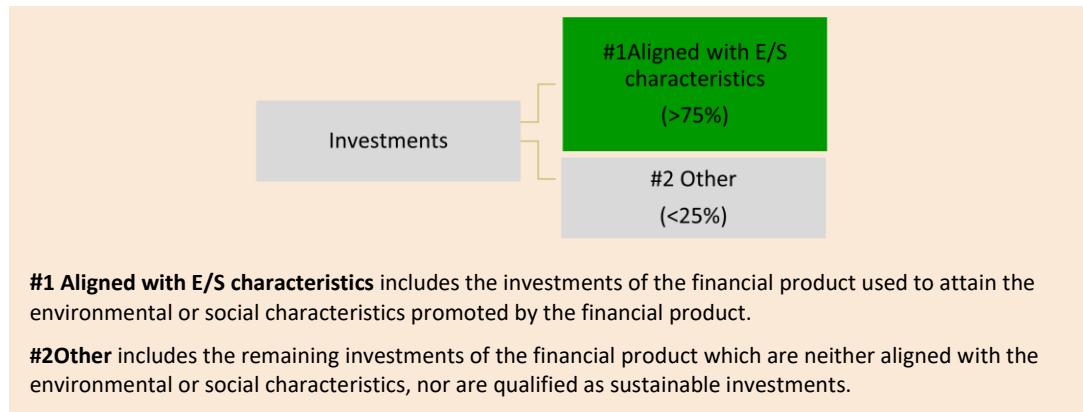 #1Aligned with E/S
characteristics
(>75%)
Investments
#2 Other
(<25%)
#1 Aligned with E/S characteristics includes the investments of the financial product used to attain the
environmental or social characteristics promoted by the financial product.
#2Other includes the remaining investments of the financial product which are neither aligned with the
environmental or social characteristics, nor are qualified as sustainable investments.